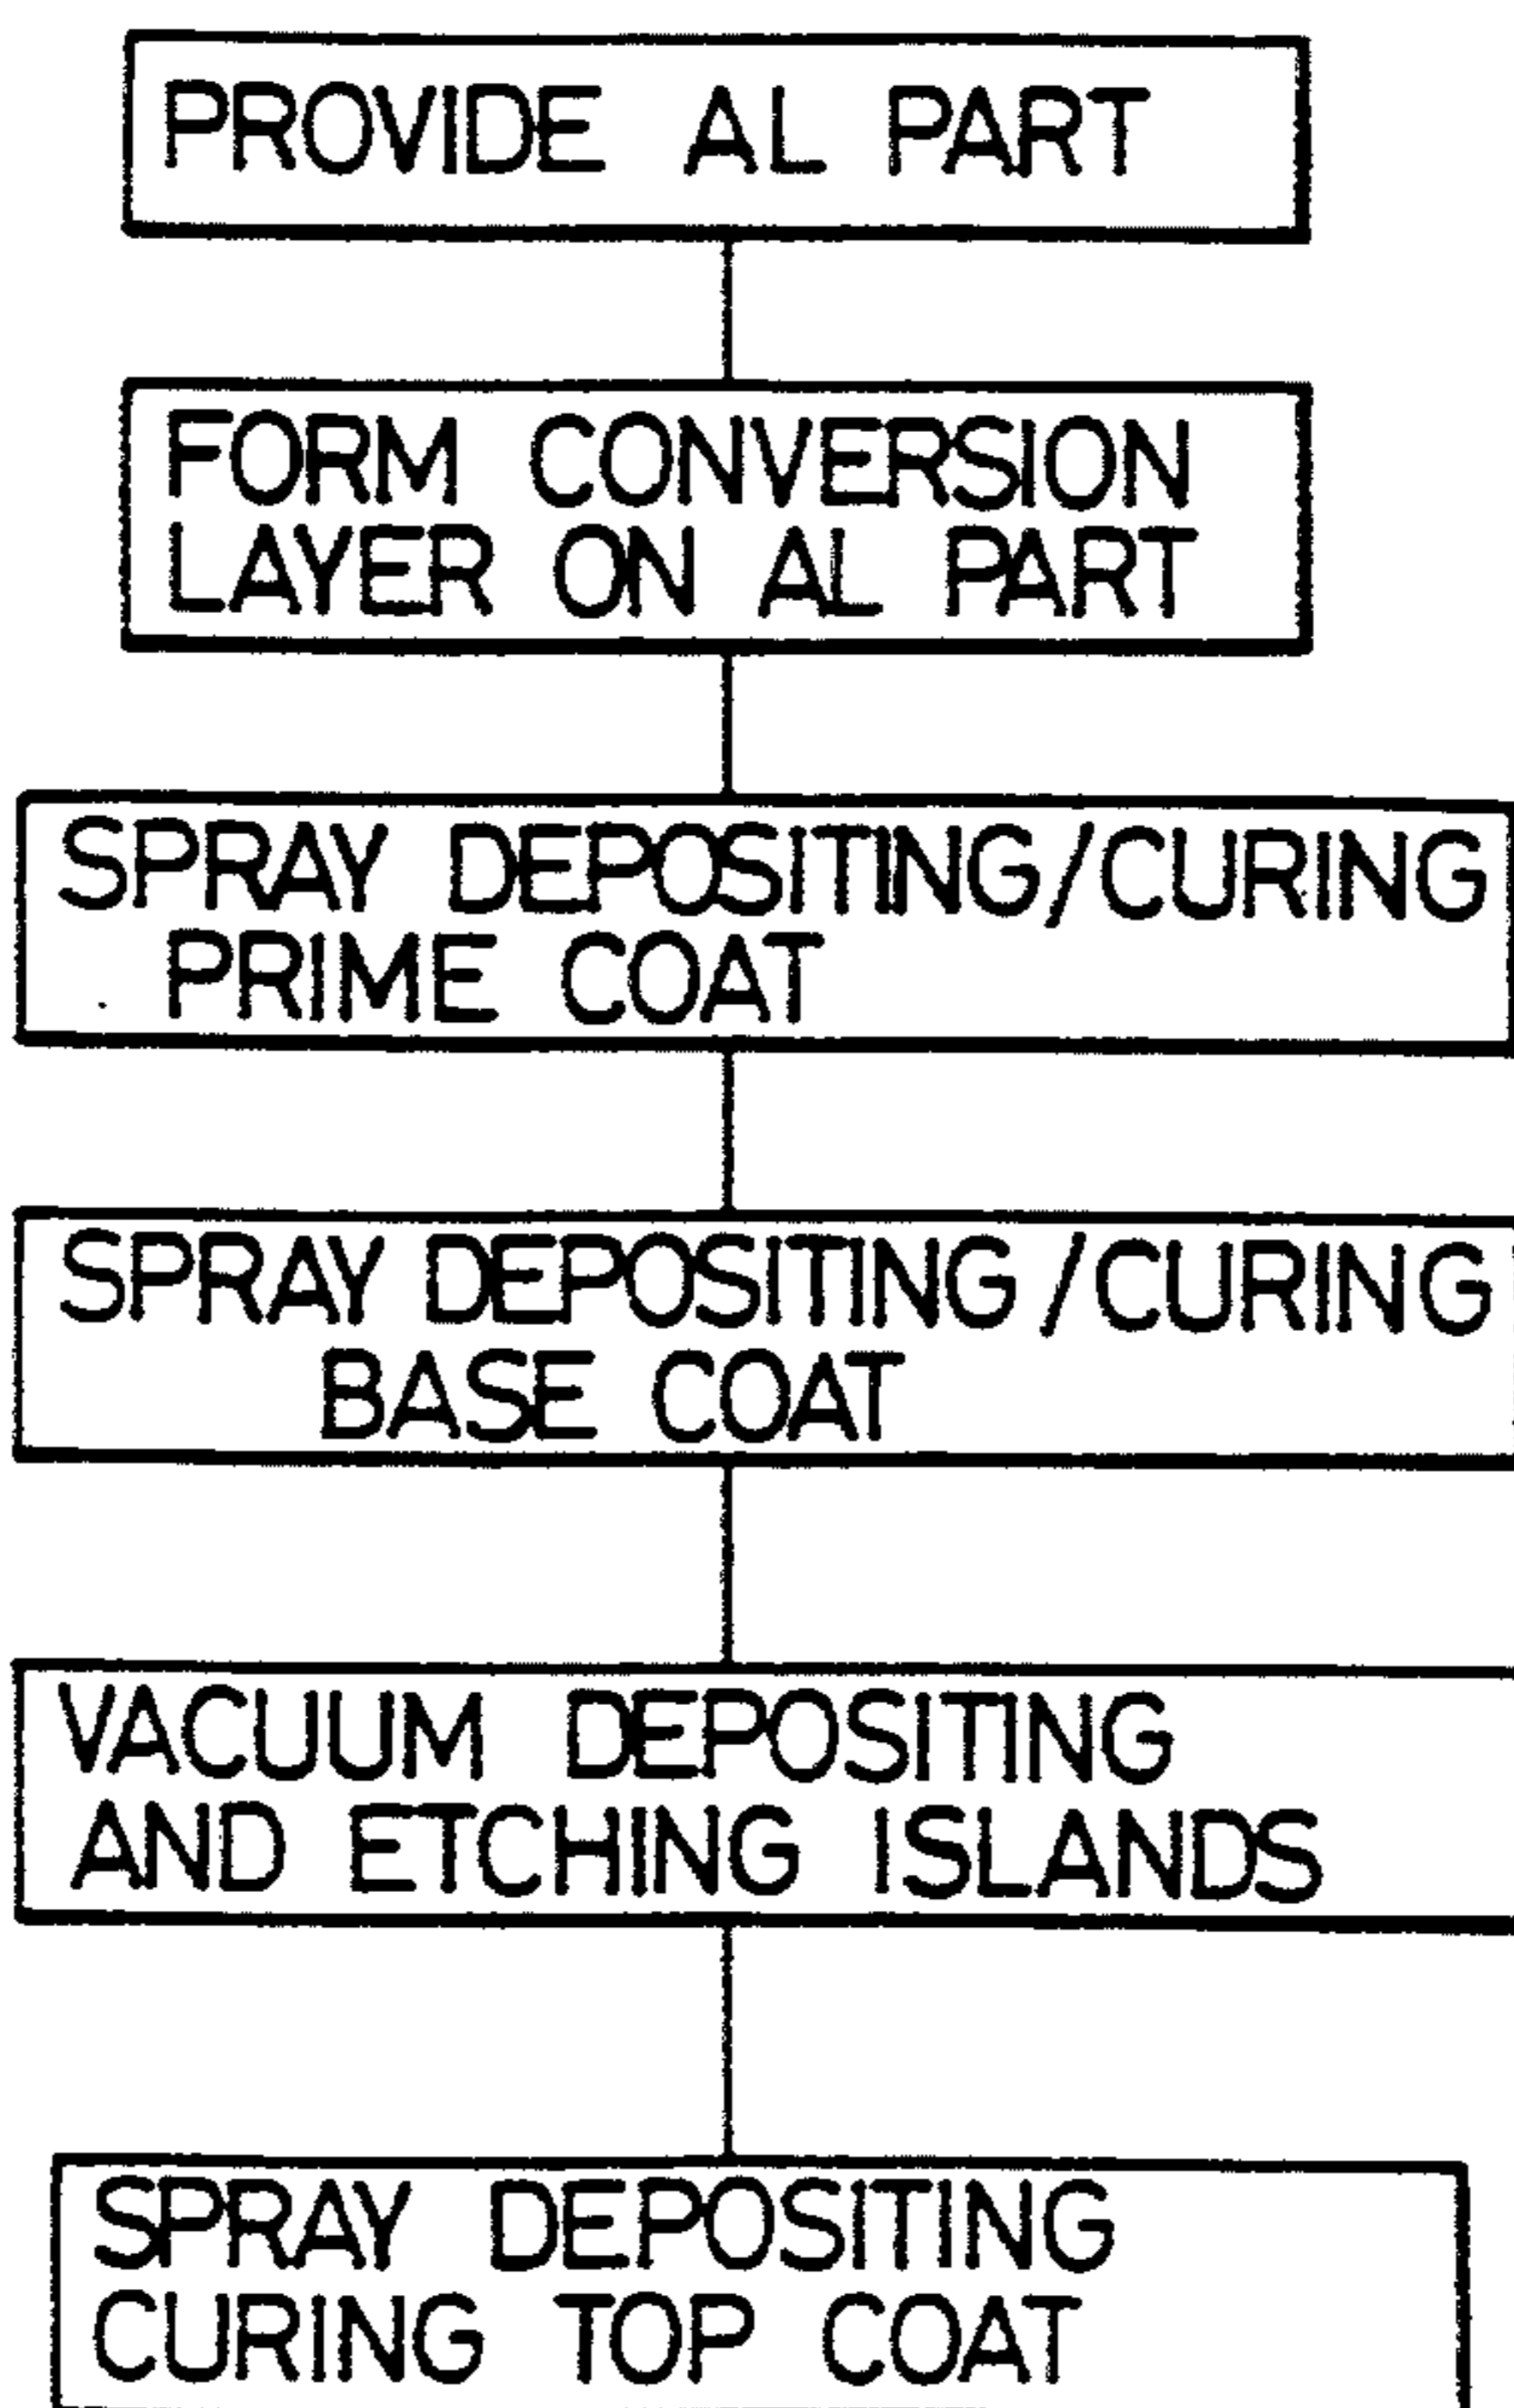 PROVIDE AL PART
FORM CONVERSION
LAYER ON AL PART
SPRAY DEPOSITING/CURING
PRIME COAT
SPRAY DEPOSITING/CURING
BASE COAT
VACUUM DEPOSITING
AND ETCHING ISLANDS
SPRAY DEPOSITING
CURING TOP COAT